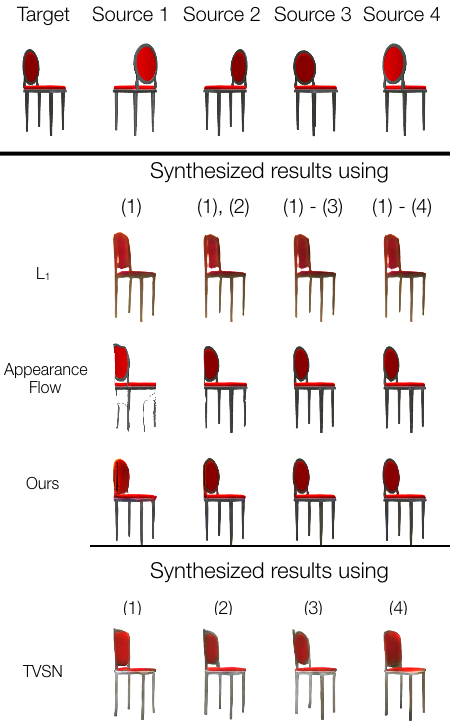 Target Source 1 Source 2 Source 3 Source 4
Synthesized results using
(1) (1), (2) (1) - (3) (1) - (4)
L₁
Appearance
Flow
Ours
Synthesized results using
(1) (2) (3) (4)
TVSN